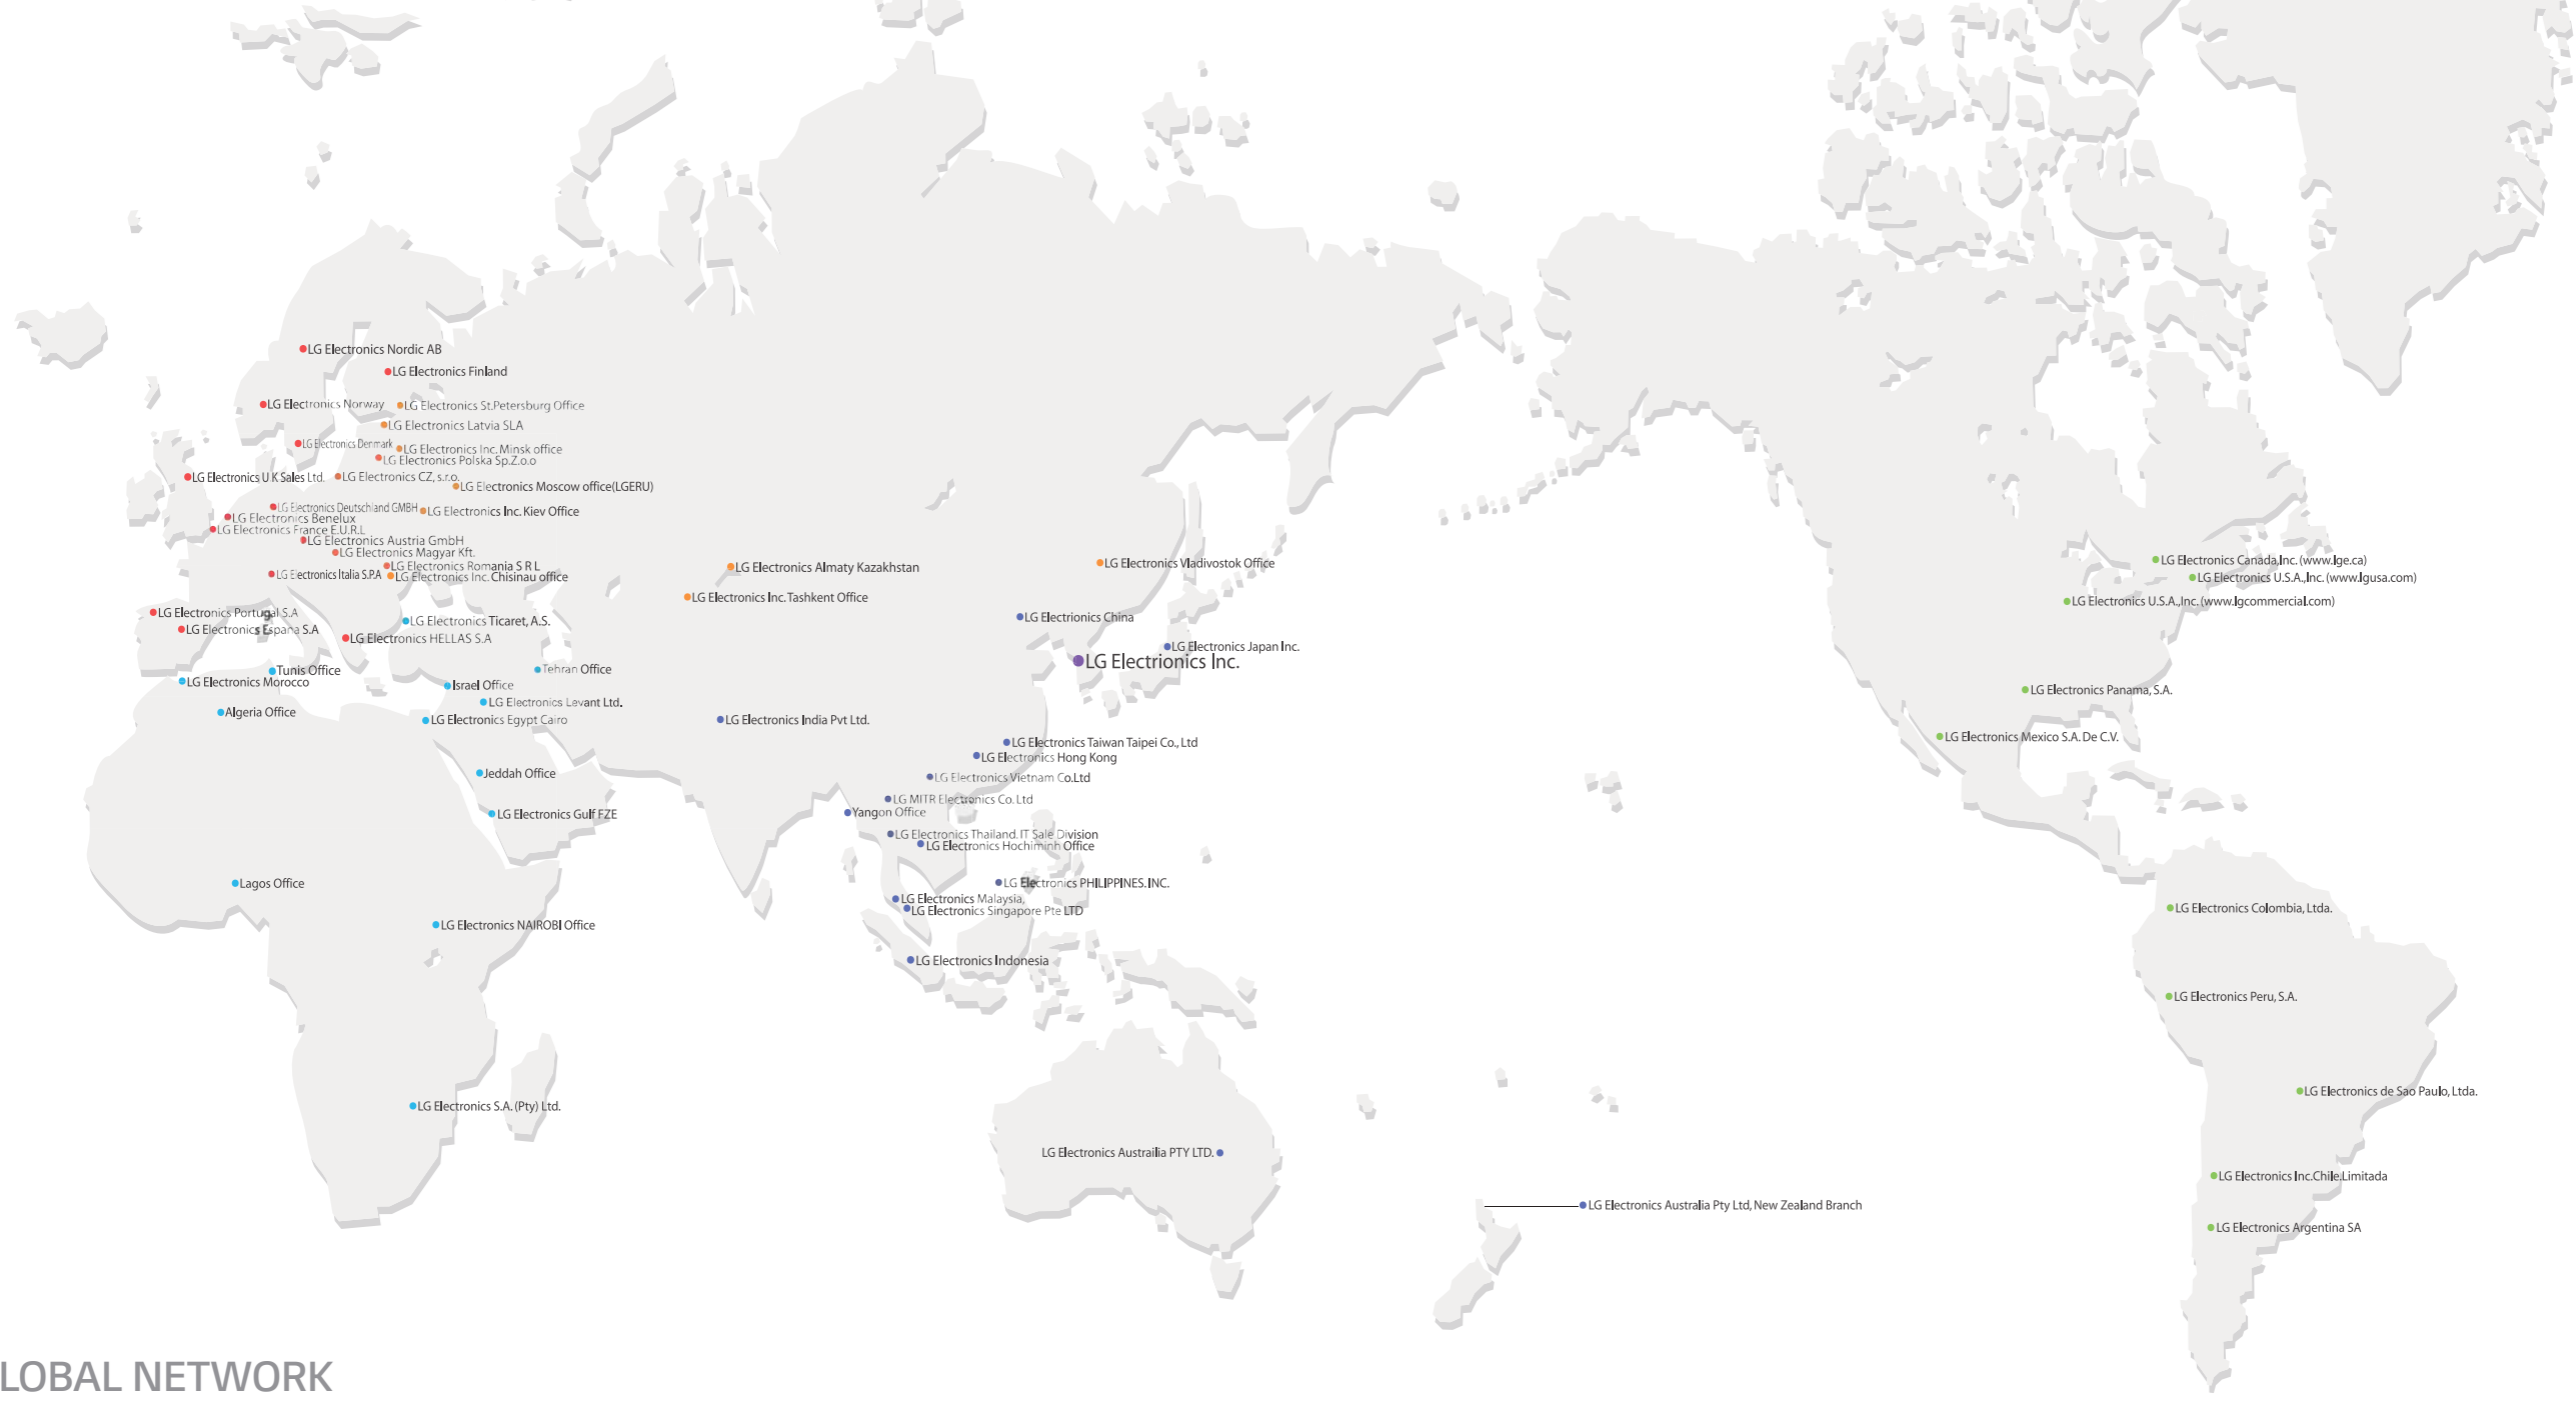 LG Electronics Nordic AB
LG Electronics Finland
LG Electronics Norway
LG Electronics St.Petersburg Office
LG Electronics Latvia SLA
LG Electronics Denmark
LG Electronics Inc. Minsk office
LG Electronics Polska Sp.Z.o.o
LG Electronics U K Sales Ltd.
LG Electronics CZ, s.r.o.
LG Electronics Moscow office(LGERU)
LG Electronics Deutschland GMBH
LG Electronics Inc. Kiev Office
LG Electronics Benelux
LG Electronics France E.U.R.L
LG Electronics Austria GmbH
LG Electronics Magyar Kft.
LG Electronics Romania S R L
LG Electronics Italia S.P.A
LG Electronics Inc. Chisinau office
LG Electronics Portugal S.A
LG Electronics Espana S.A
LG Electronics Ticaret, A.S.
LG Electronics HELLAS S.A
Tunis Office
LG Electronics Morocco
Tehran Office
Israel Office
LG Electronics Levant Ltd.
Algeria Office
LG Electronics Egypt Cairo
Jeddah Office
LG Electronics Gulf FZE
Lagos Office
LG Electronics NAIROBI Office
LG Electronics S.A. (Pty) Ltd.
LG Electronics Almaty Kazakhstan
LG Electronics Inc. Tashkent Office
LG Electronics Vladivostok Office
LG Electrionics China
LG Electronics Japan Inc.
LG Electrionics Inc.
LG Electronics India Pvt Ltd.
LG Electronics Taiwan Taipei Co., Ltd
LG Electronics Hong Kong
LG Electronics Vietnam Co.Ltd
LG MITR Electronics Co. Ltd
Yangon Office
LG Electronics Thailand. IT Sale Division
LG Electronics Hochiminh Office
LG Electronics PHILIPPINES. INC.
LG Electronics Malaysia,
LG Electronics Singapore Pte LTD
LG Electronics Indonesia
LG Electronics Austrailia PTY LTD.
LG Electronics Australia Pty Ltd, New Zealand Branch
LG Electronics Canada,Inc. (www.lge.ca)
LG Electronics U.S.A.,Inc. (www.lgusa.com)
LG Electronics U.S.A.,Inc. (www.lgcommercial.com)
LG Electronics Panama, S.A.
LG Electronics Mexico S.A. De C.V.
LG Electronics Colombia, Ltda.
LG Electronics Peru, S.A.
LG Electronics de Sao Paulo, Ltda.
LG Electronics Inc.Chile.Limitada
LG Electronics Argentina SA
LOBAL NETWORK